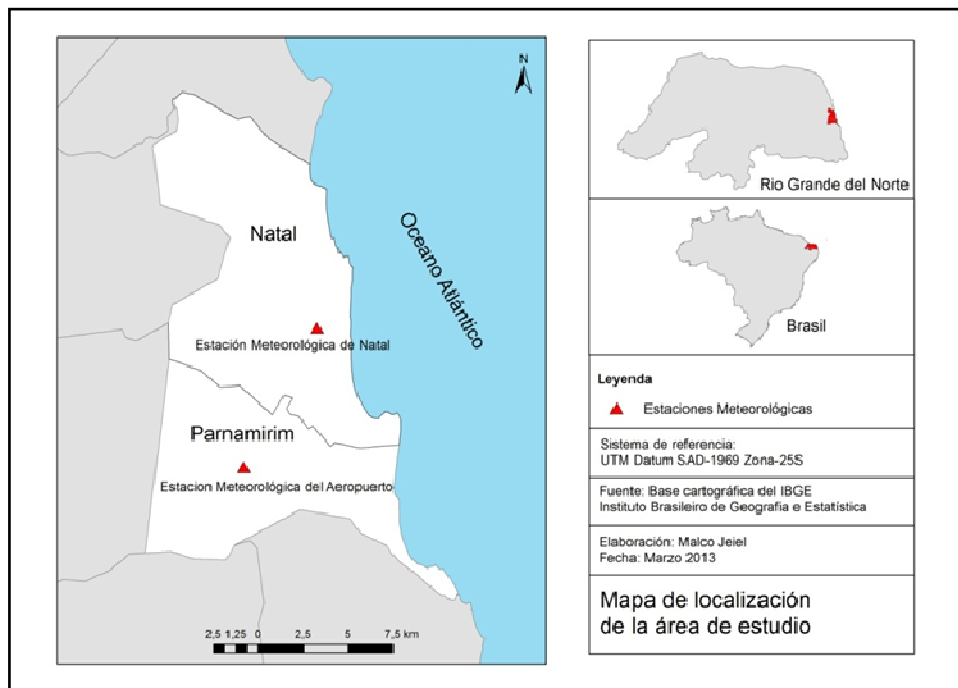 N
Natal
Oceano Atlántico
Estación Meteorológica de Natal
Parnamirim
Estacion Meteorológica del Aeropuerto
2,5 1,25 0 2,5 5 7,5 km
Rio Grande del Norte
Brasil
Leyenda
Estaciones Meteorológicas
Sistema de referencia:
UTM Datum SAD-1969 Zona-25S
Fuente: Base cartográfica del IBGE
Instituto Brasileiro de Geografia e Estatística
Elaboración: Malco Jeiel
Fecha: Marzo 2013
Mapa de localización
de la área de estudio